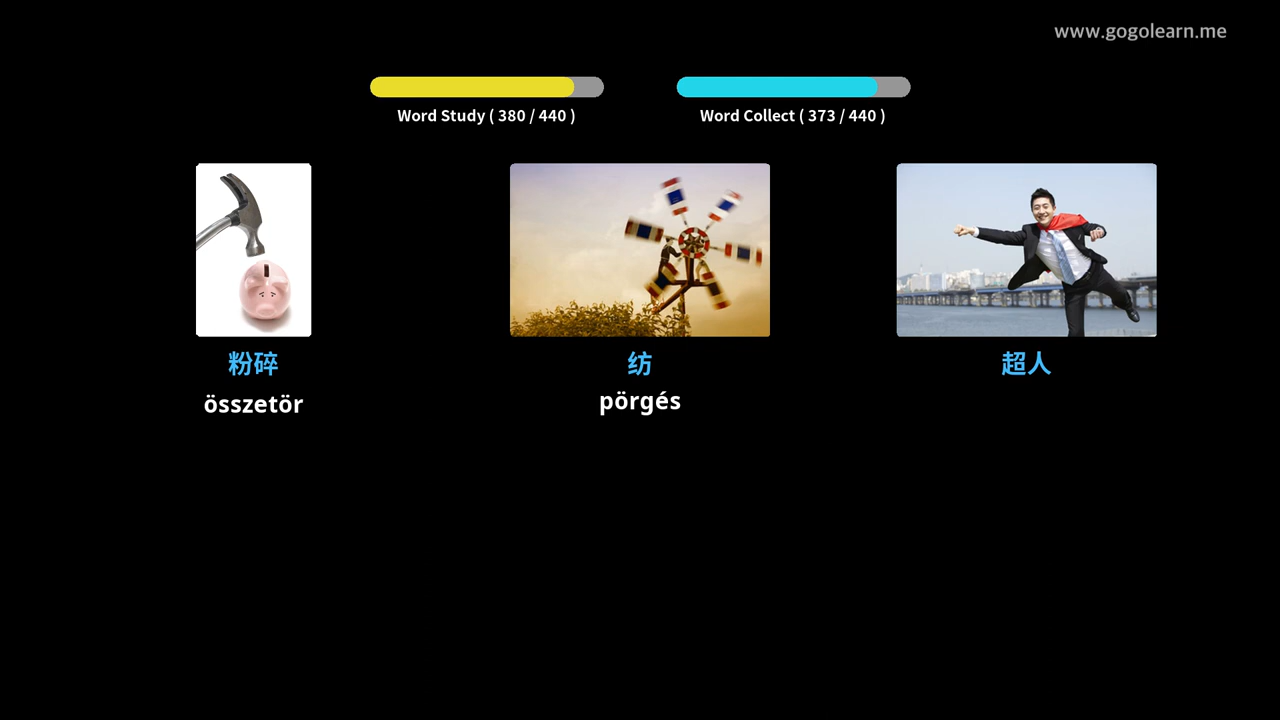 www.gogolearn.me
Word Study ( 380 / 440 )
Word Collect ( 373 / 440 )
粉碎
纺
超人
összetör
pörgés